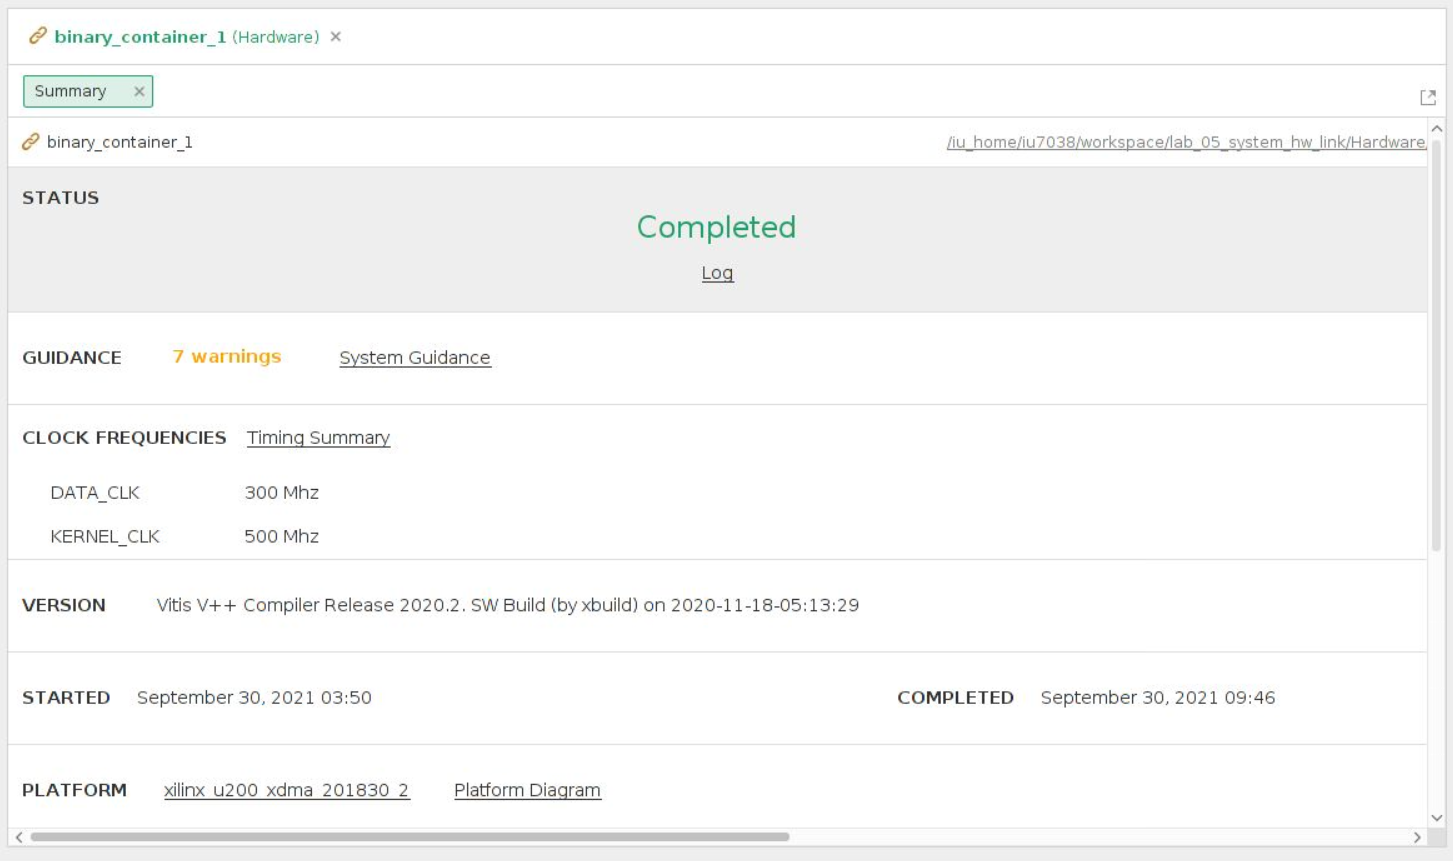 binary_container_1 (Hardware)
Summary
binary_container_1 /iu_home/iu7038/workspace/lab_05_system_hw_link/Hardware/
STATUS
Completed
Log
GUIDANCE 7 warnings System Guidance
CLOCK FREQUENCIES Timing Summary
DATA_CLK 300 Mhz
KERNEL_CLK 500 Mhz
VERSION Vitis V++ Compiler Release 2020.2. SW Build (by xbuild) on 2020-11-18-05:13:29
STARTED September 30, 2021 03:50 COMPLETED September 30, 2021 09:46
PLATFORM xilinx_u200_xdma_201830_2 Platform Diagram